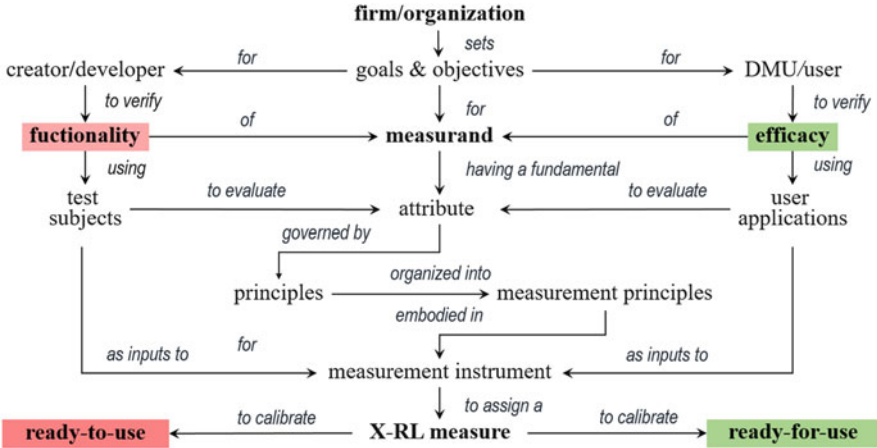 firm/organization
sets
creator/developer
for
goals & objectives
for
DMU/user
to verify
for
to verify
fuctionality
of
measurand
of
efficacy
using
having a fundamental
using
test
subjects
to evaluate
attribute
to evaluate
user
applications
governed by
principles
organized into
measurement principles
embodied in
as inputs to
for
measurement instrument
as inputs to
to assign a
ready-to-use
to calibrate
X-RL measure
to calibrate
ready-for-use